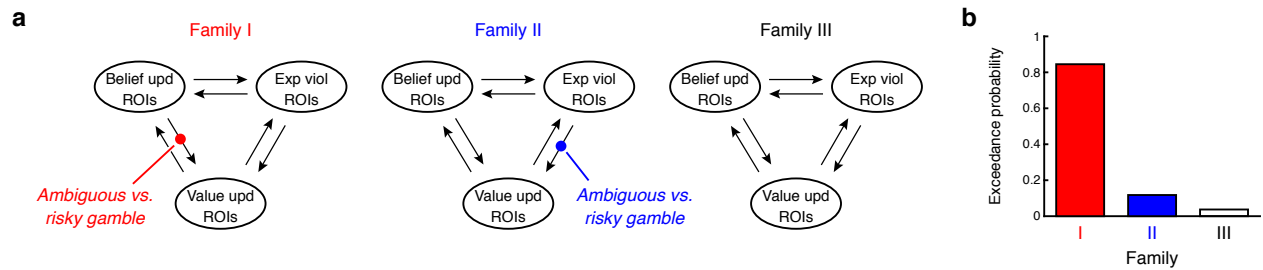 a
Family I
Belief upd
ROIs
Exp viol
ROIs
Value upd
ROIs
Ambiguous vs.
risky gamble
Family II
Belief upd
ROIs
Exp viol
ROIs
Value upd
ROIs
Ambiguous vs.
risky gamble
Family III
Belief upd
ROIs
Exp viol
ROIs
Value upd
ROIs
b
Exceedance probability
1
0.8
0.6
0.4
0.2
0
I II III
Family